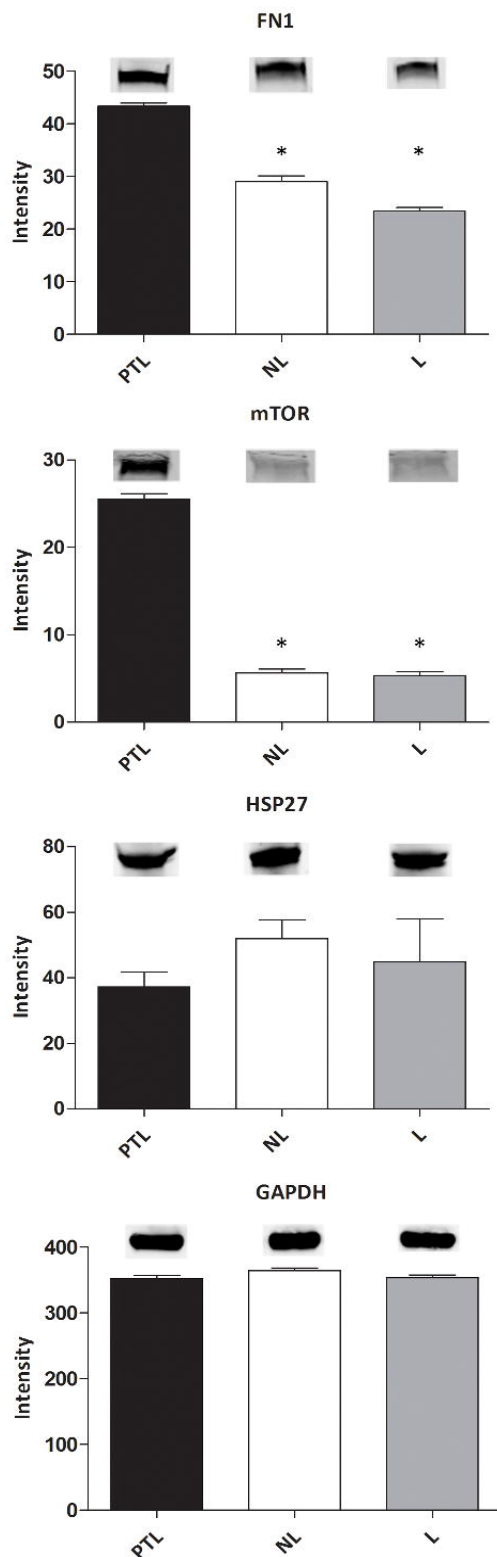 FN1
50
40
30
20
10
0
Intensity
* *
PTL NL L
mTOR
30
20
10
0
Intensity
* *
PTL NL L
HSP27
80
60
40
20
0
Intensity
PTL NL L
GAPDH
400
300
200
100
0
Intensity
PTL NL L